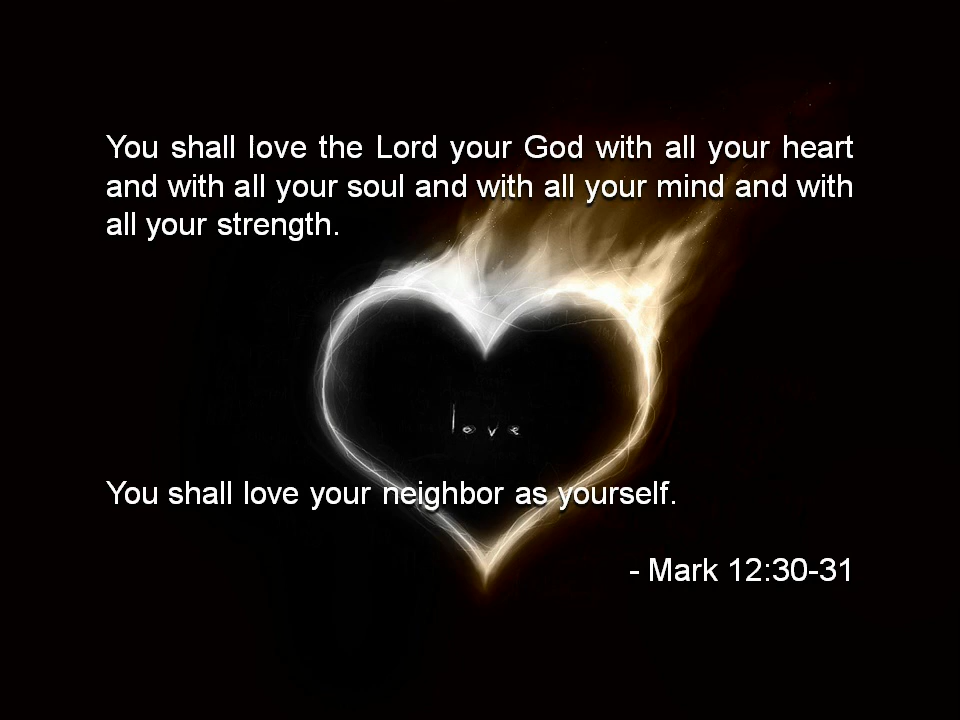 You shall love the Lord your God with all your heart
and with all your soul and with all your mind and with
all your strength.
love
You shall love your neighbor as yourself.
- Mark 12:30-31